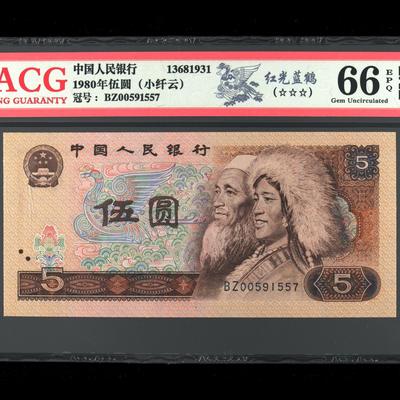 ACG
NG GUARANTY
中国人民银行 13681931
1980年伍圆（小纤云）
冠号：BZ00591557
红光蓝鹤
(☆☆☆)
66 EPQ
Gem Uncirculated
中国人民银行
5
伍圆
5
5
BZ00591557